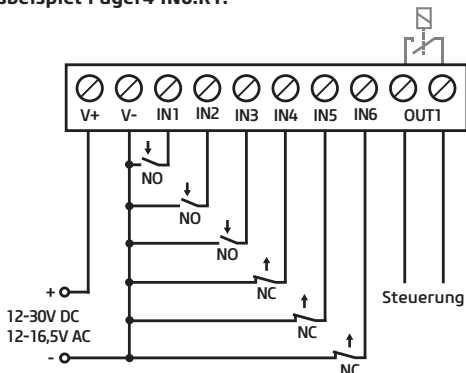 Pager4 IN6.R1:
V+ V- IN1 IN2 IN3 IN4 IN5 IN6 OUT1
NO
NO
NO
NC
NC
NC
+
12-30V DC
12-16,5V AC
-
Steuerung